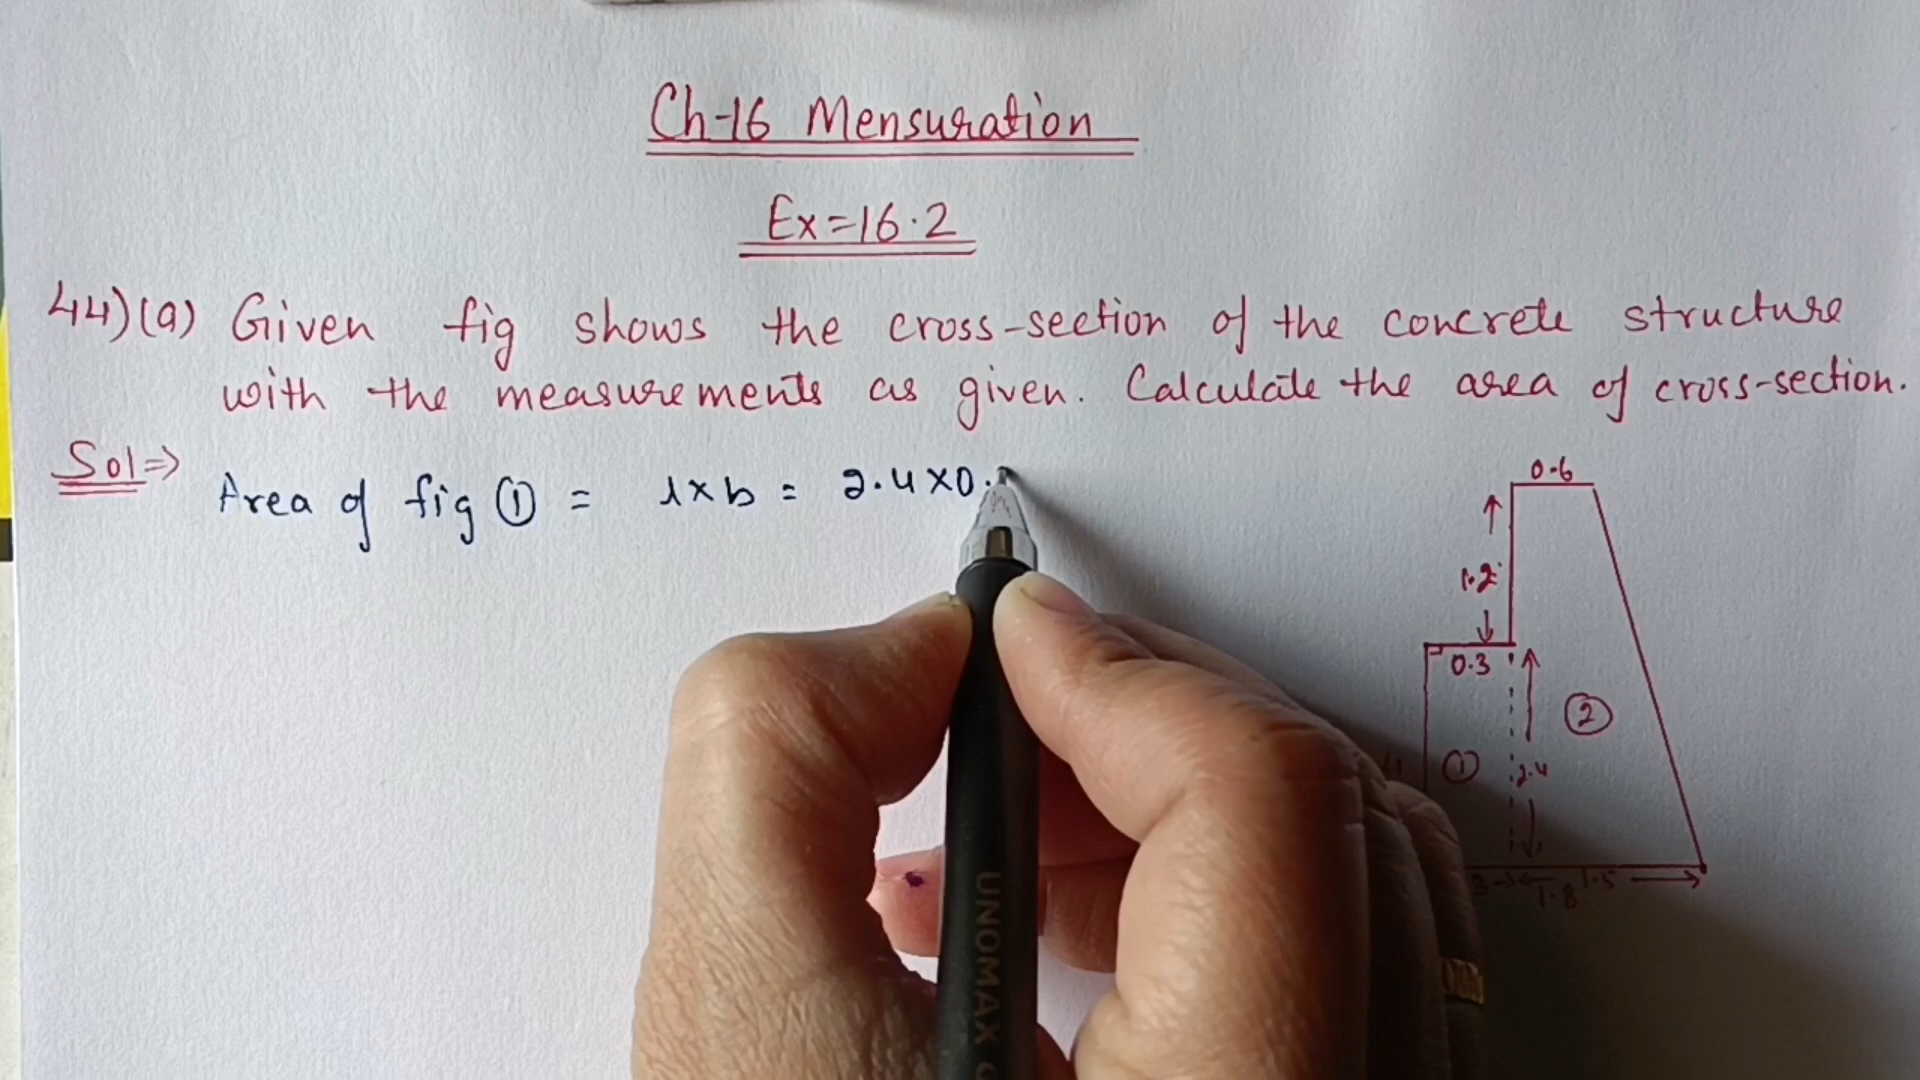 Ch-16 Mensuration
Ex=16.2
44)(a) Given fig shows the cross-section of the concrete structure
with the measurements as given. Calculate the area of cross-section.
Sol⇒ Area of fig ① = l×b = 2.4×0.
0.6
1.2
0.3
②
① 2.4
1.5
1.8
UNOMAX